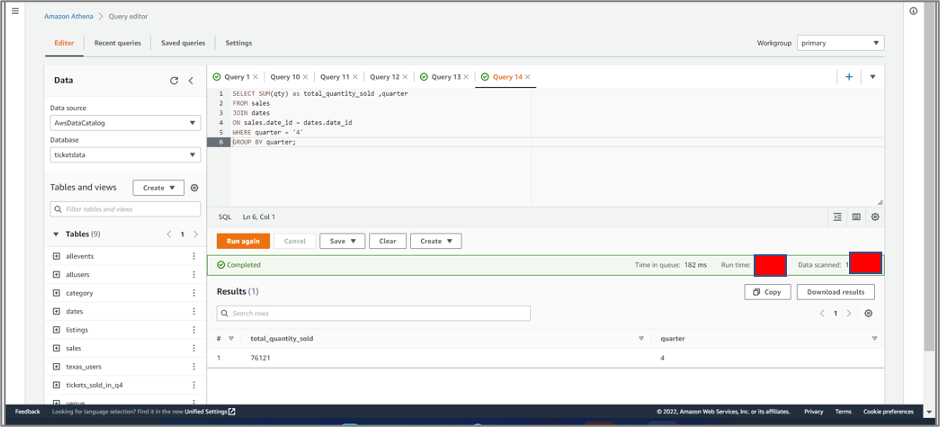 Amazon Athena > Query editor
Editor Recent queries Saved queries Settings
Workgroup primary
Data
Data source
AwsDataCatalog
Database
ticketdata
Tables and views Create
Filter tables and views
Tables (9) < 1 >
allevents
allusers
category
dates
listings
sales
texas_users
tickets_sold_in_q4
venue
Query 1 Query 10 Query 11 Query 12 Query 13 Query 14
1 SELECT SUM(qty) as total_quantity_sold ,quarter
2 FROM sales
3 JOIN dates
4 ON sales.date_id = dates.date_id
5 WHERE quarter = '4'
6 GROUP BY quarter;
SQL Ln 6, Col 1
Run again Cancel Save Clear Create
Completed Time in queue: 182 ms Run time: Data scanned: 1
Results (1) Copy Download results
Search rows < 1 >
# total_quantity_sold quarter
1 76121 4
Feedback Looking for language selection? Find it in the new Unified Settings © 2022, Amazon Web Services, Inc. or its affiliates. Privacy Terms Cookie preferences